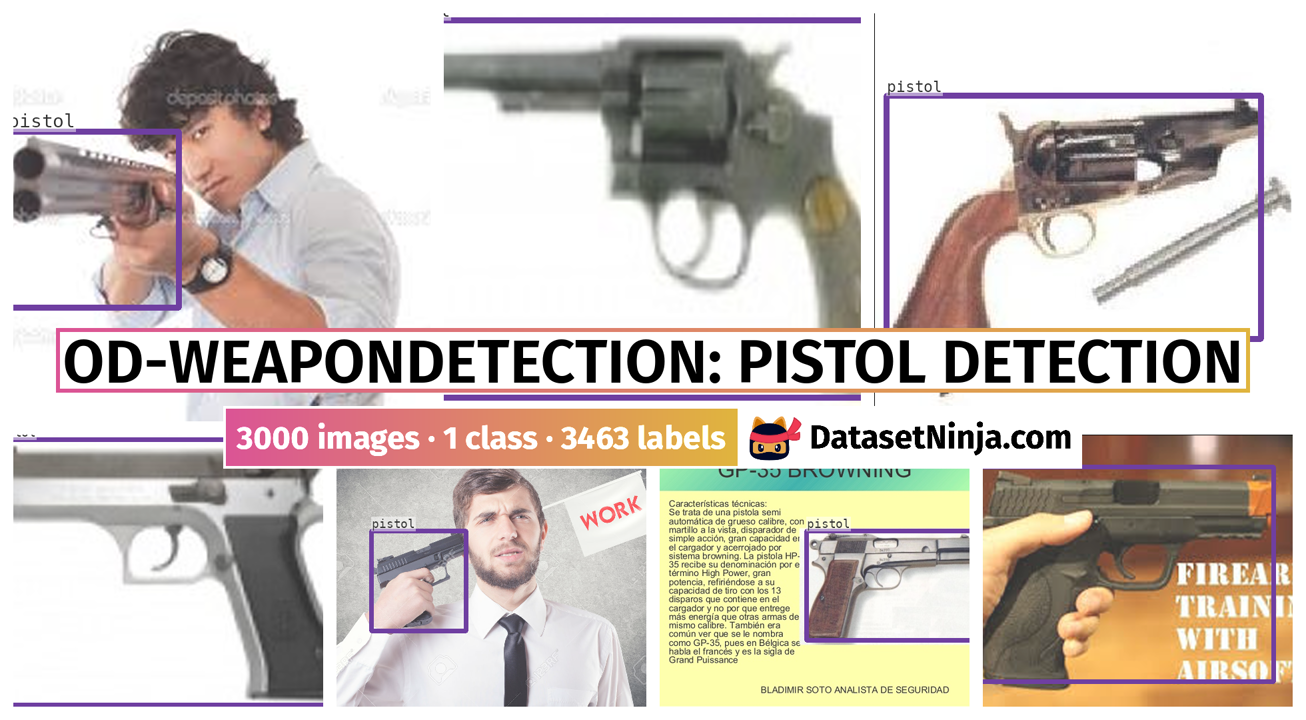 depositphotos
pistol
pistol
OD-WEAPONDETECTION: PISTOL DETECTION
3000 images · 1 class · 3463 labels
DatasetNinja.com
pistol
WORK
GP-35 BROWNING
Características técnicas:
Se trata de una pistola semi
automática de grueso calibre, con
martillo a la vista, disparador de
simple acción, gran capacidad en
el cargador y acerrojado por
sistema browning. La pistola HP-
35 recibe su denominación por el
término High Power, gran
potencia, refiriéndose a su
capacidad de tiro con los 13
disparos que contiene en el
cargador y no por que entrege
más energía que otras armas de
mismo calibre. También era
común ver que se le nombra
como GP-35, pues en Bélgica se
habla el francés y es la sigla de
Grand Puissance
pistol
BLADIMIR SOTO ANALISTA DE SEGURIDAD
FIREAR
TRAININ
WITH
AIRSOF